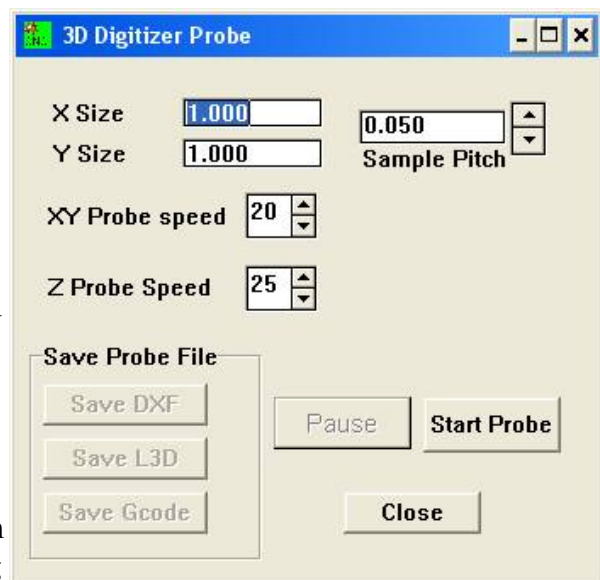 3D Digitizer Probe
X Size 1.000
0.050
Y Size 1.000
Sample Pitch
XY Probe speed 20
Z Probe Speed 25
Save Probe File
Save DXF
Pause
Start Probe
Save L3D
Save Gcode
Close